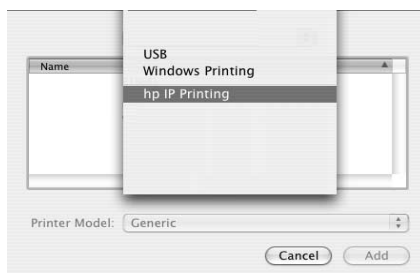 USB
Windows Printing
Name
hp IP Printing
Printer Model: Generic
Cancel Add